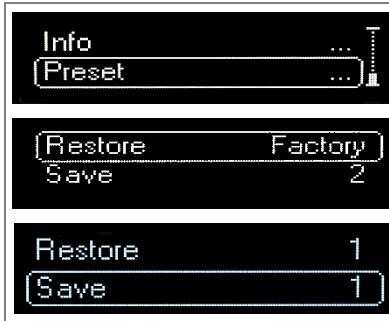 Info ...
Preset ...
Restore Factory
Save 2
Restore 1
Save 1